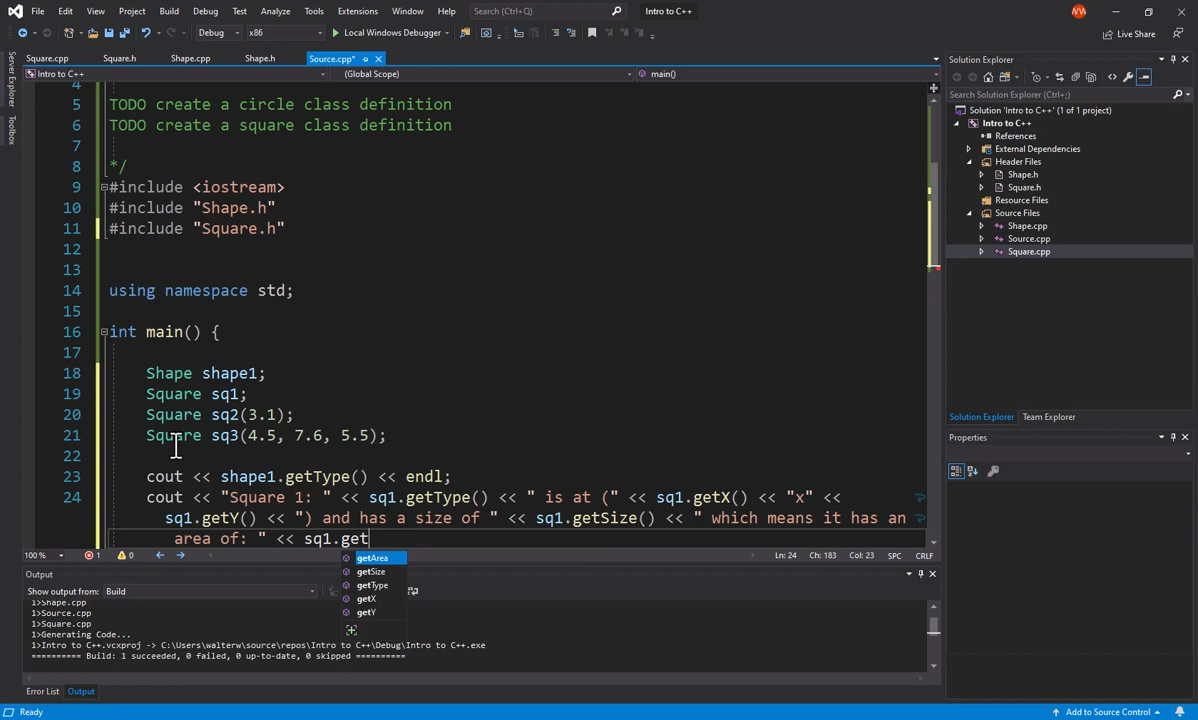 File Edit View Git Project Build Debug Test Analyze Tools Extensions Window Help Search (Ctrl+Q) Intro to C++
Debug x86 Local Windows Debugger Live Share
Server Explorer
Toolbox
Square.cpp Square.h Shape.cpp Shape.h Source.cpp*
Intro to C++ (Global Scope) main()
4
5 TODO create a circle class definition
6 TODO create a square class definition
7
8 */
9 #include <iostream>
10 #include "Shape.h"
11 #include "Square.h"
12
13
14 using namespace std;
15
16 int main() {
17
18 Shape shape1;
19 Square sq1;
20 Square sq2(3.1);
21 Square sq3(4.5, 7.6, 5.5);
22
23 cout << shape1.getType() << endl;
24 cout << "Square 1: " << sq1.getType() << " is at (" << sq1.getX() << "x" <<
sq1.getY() << ") and has a size of " << sq1.getSize() << " which means it has an
area of: " << sq1.get
getArea
getSize
getType
getX
getY
100 % 1 0 Ln: 24 Ch: 183 Col: 23 SPC CRLF
Output
Show output from: Build
1>Shape.cpp
1>Source.cpp
1>Square.cpp
1>Generating Code...
1>Intro to C++.vcxproj -> C:\Users\walterw\source\repos\Intro to C++\Debug\Intro to C++.exe
========== Build: 1 succeeded, 0 failed, 0 up-to-date, 0 skipped ==========
Error List Output
Ready
Solution Explorer
Search Solution Explorer (Ctrl+;)
Solution 'Intro to C++' (1 of 1 project)
Intro to C++
References
External Dependencies
Header Files
Shape.h
Square.h
Resource Files
Source Files
Shape.cpp
Source.cpp
Square.cpp
Solution Explorer Team Explorer
Properties
Add to Source Control